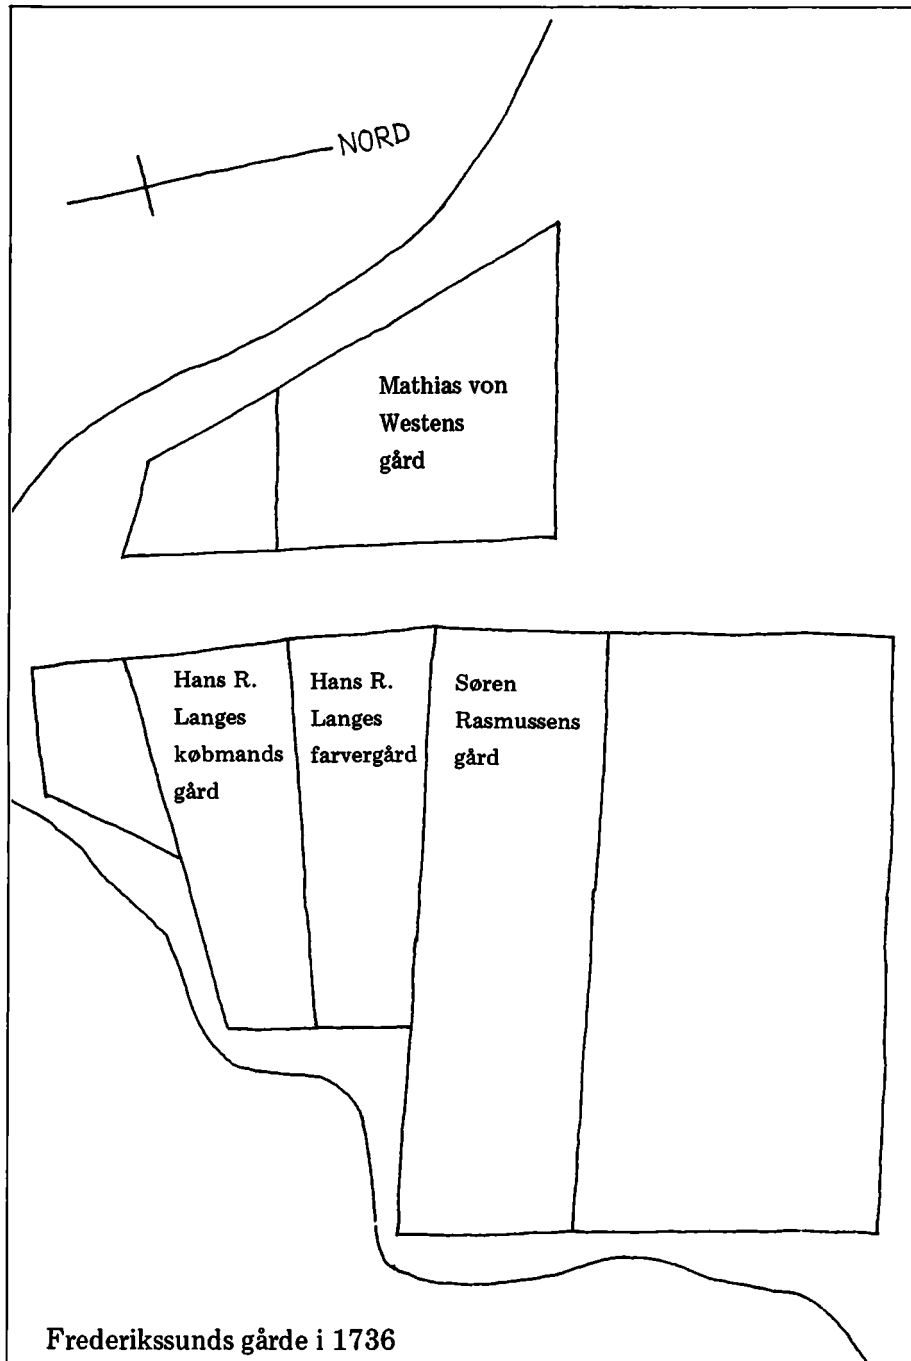 NORD
Mathias von
Westens
gård
Hans R.
Langes
købmands
gård
Hans R.
Langes
farvergård
Søren
Rasmussens
gård
Frederikssunds gårde i 1736